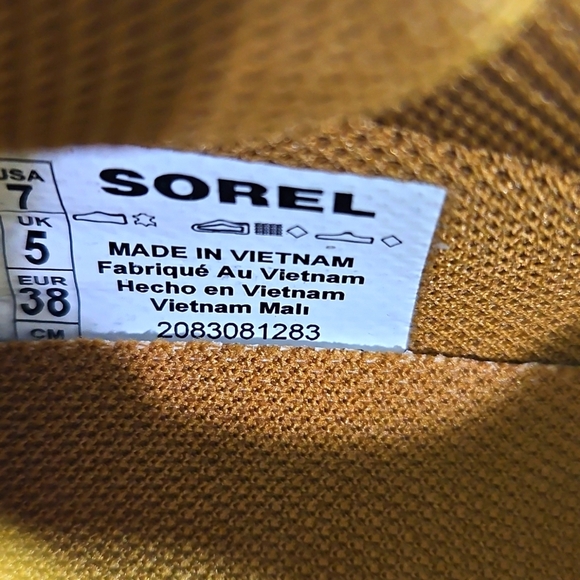 SOREL
MADE IN VIETNAM
Fabriqué Au Vietnam
Hecho en Vietnam
Vietnam Malı
2083081283
USA
7
UK
5
EUR
38
CM